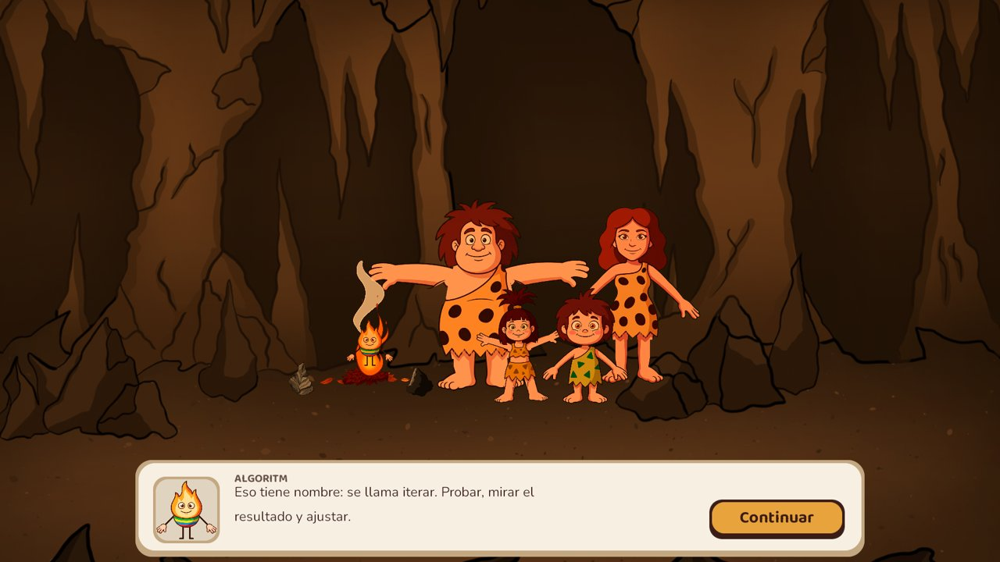 ALGORITM
Eso tiene nombre: se llama iterar. Probar, mirar el
resultado y ajustar.
Continuar